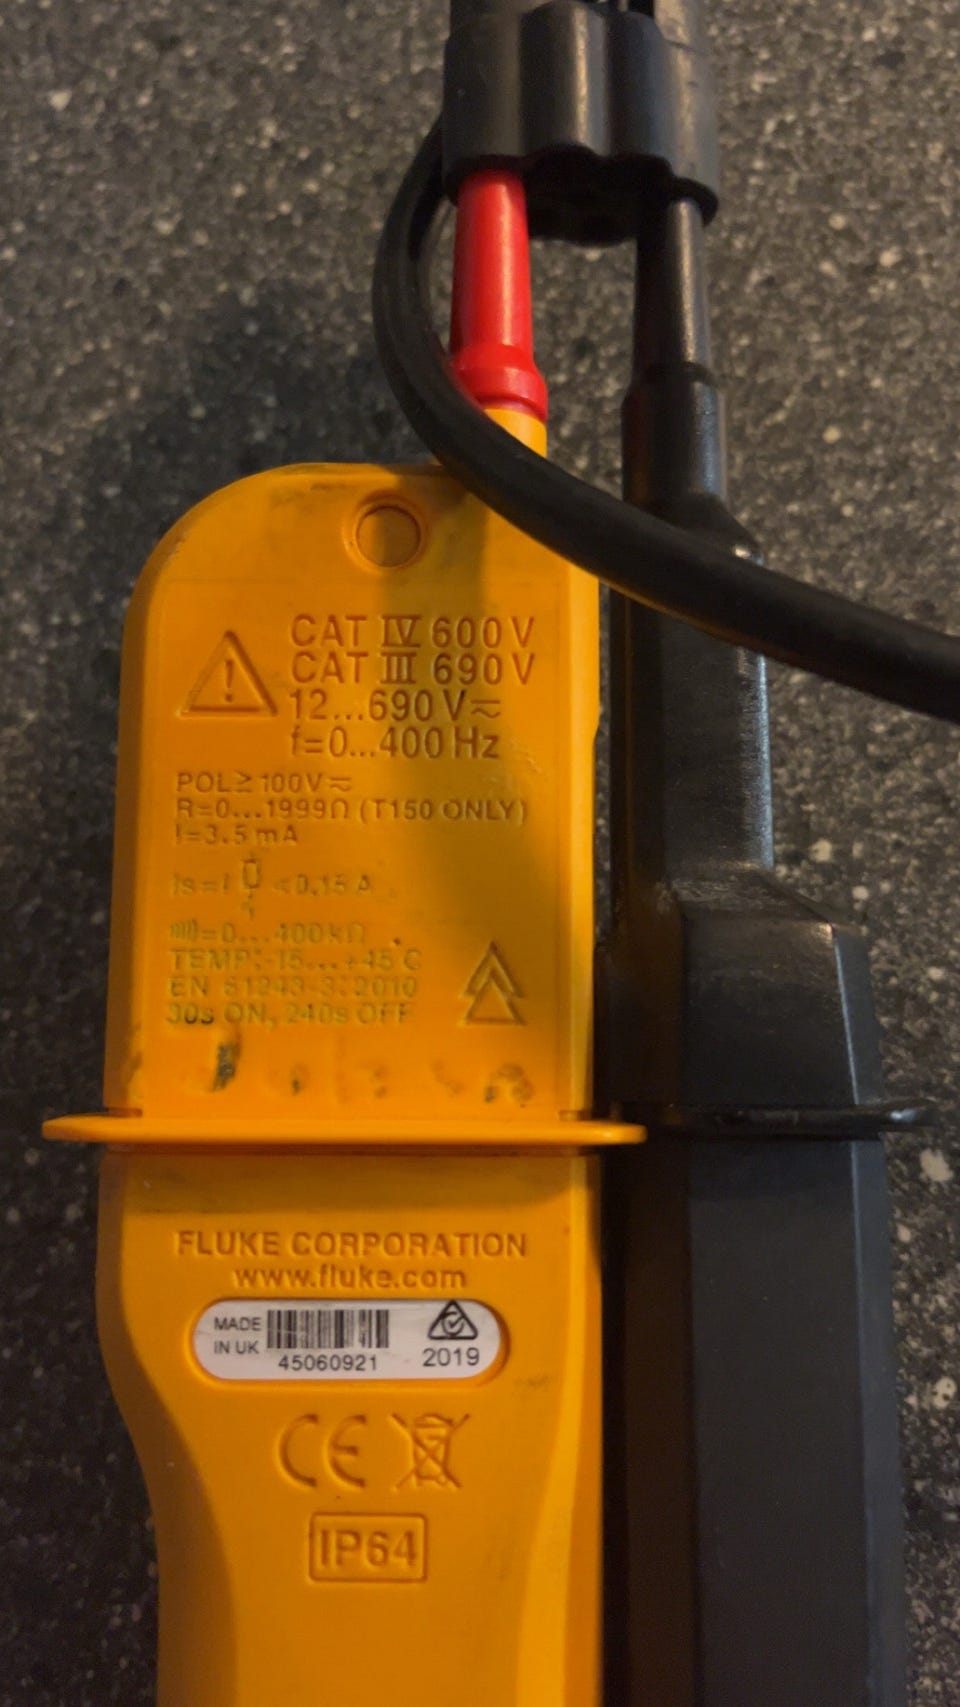 CAT IV 600 V
CAT III 690 V
12...690 V⎓
f=0...400 Hz
POL≥100V⎓
R=0...1999Ω (T150 ONLY)
I=3.5 mA
Is=I <0,15 A
=0...400kΩ
TEMP:-15...+45°C
EN 61243-3:2010
30s ON, 240s OFF
FLUKE CORPORATION
www.fluke.com
MADE
IN UK
45060921
2019
CE
IP64